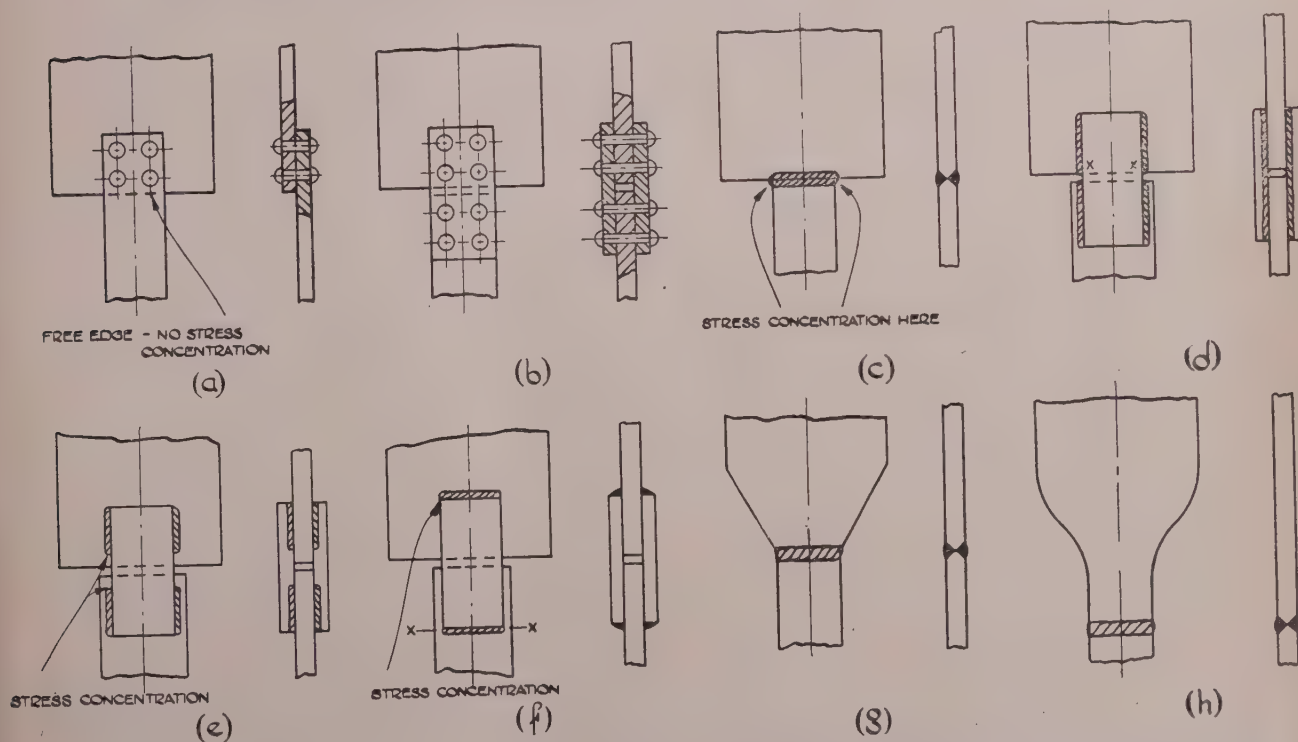 FREE EDGE - NO STRESS
CONCENTRATION
(a)
(b)
STRESS CONCENTRATION HERE
(c)
x x
(d)
STRESS CONCENTRATION
(e)
x x
STRESS CONCENTRATION
(f)
(g)
(h)